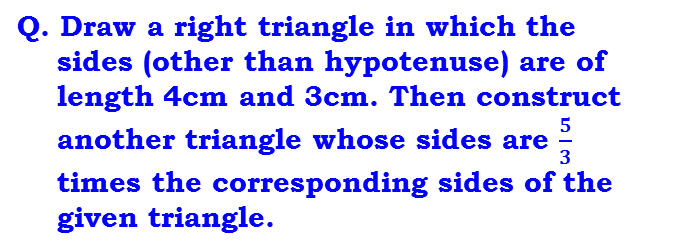 Q. Draw a right triangle in which the
sides (other than hypotenuse) are of
length 4cm and 3cm. Then construct
another triangle whose sides are 5/3
times the corresponding sides of the
given triangle.